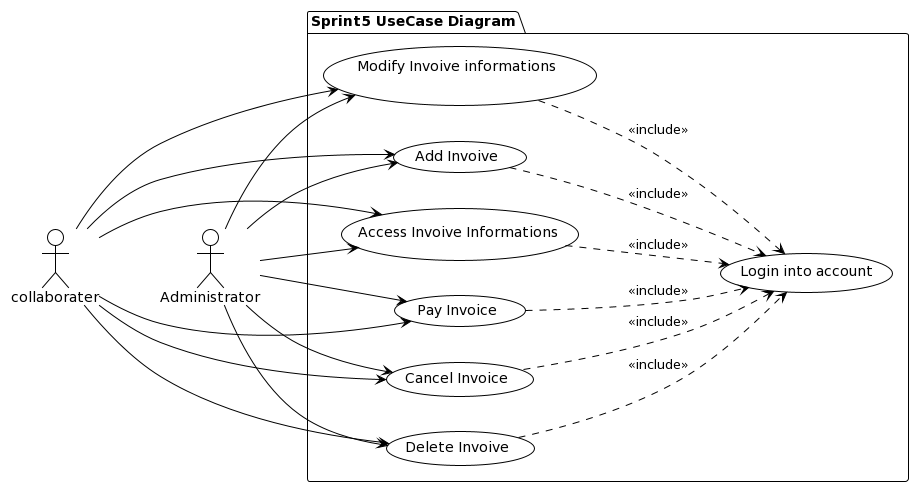 Sprint5 UseCase Diagram
Modify Invoive informations
«include»
Add Invoive
«include»
Access Invoive Informations
«include»
Login into account
collaborater
Administrator
Pay Invoice
«include»
«include»
Cancel Invoice
«include»
Delete Invoive